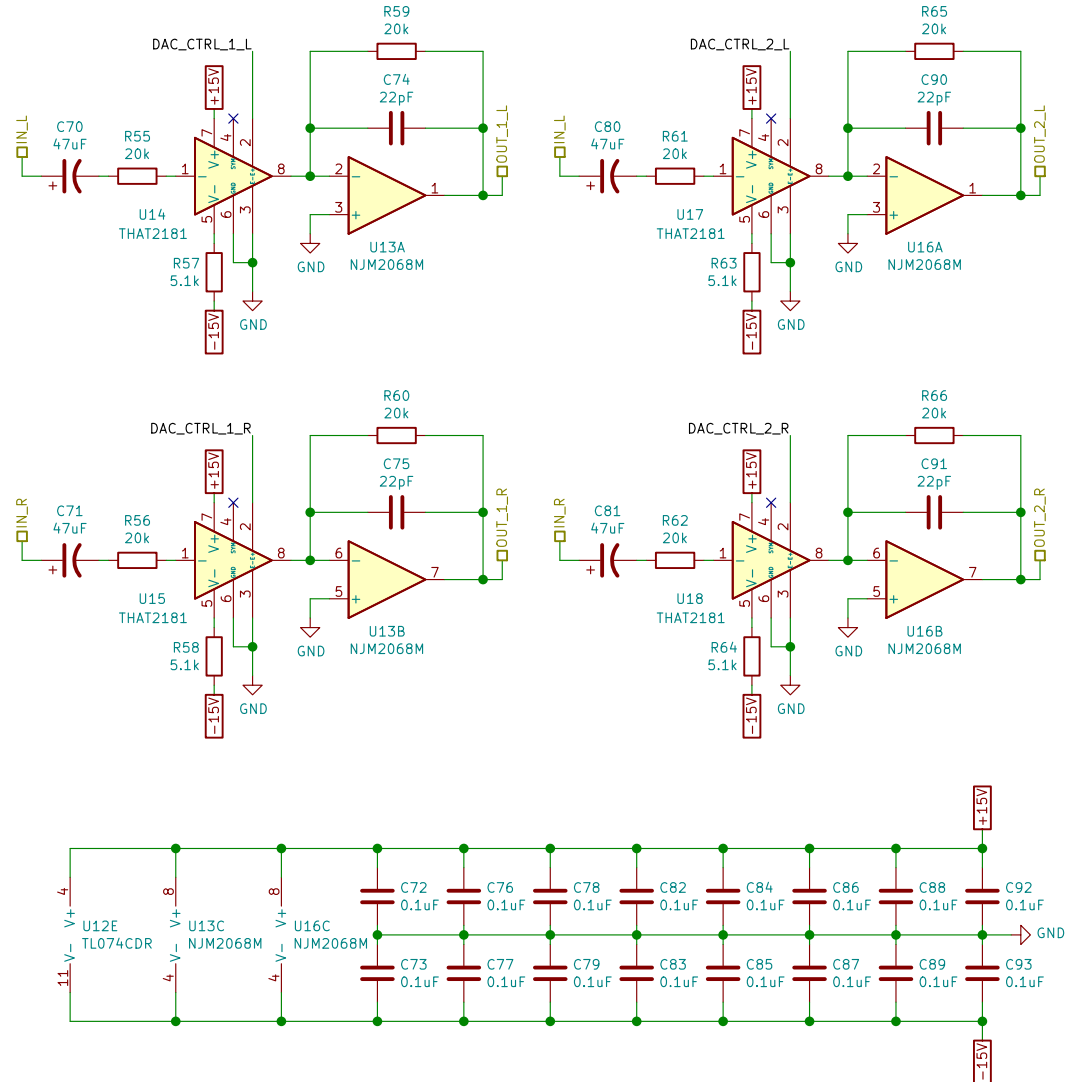 R59
20k
DAC_CTRL_1_L
+15V
C74
22pF
IN_L
C70
47uF
R55
20k
OUT_1_L
7
4
2
V+
SYM
+
1
-
8
2
-
1
V-
GND
E-E+
3
+
5
6
3
U14
THAT2181
U13A
NJM2068M
R57
5.1k
GND
-15V
GND
R65
20k
DAC_CTRL_2_L
+15V
C90
22pF
IN_L
C80
47uF
R61
20k
OUT_2_L
7
4
2
V+
SYM
+
1
-
8
2
-
1
V-
GND
E-E+
3
+
5
6
3
U17
THAT2181
U16A
NJM2068M
R63
5.1k
GND
-15V
GND
R60
20k
DAC_CTRL_1_R
+15V
C75
22pF
IN_R
C71
47uF
R56
20k
OUT_1_R
7
4
2
V+
SYM
+
1
-
8
6
-
7
V-
GND
E-E+
5
+
5
6
3
U15
THAT2181
U13B
NJM2068M
R58
5.1k
GND
-15V
GND
R66
20k
DAC_CTRL_2_R
+15V
C91
22pF
IN_R
C81
47uF
R62
20k
OUT_2_R
7
4
2
V+
SYM
+
1
-
8
6
-
7
V-
GND
E-E+
5
+
5
6
3
U18
THAT2181
U16B
NJM2068M
R64
5.1k
GND
-15V
GND
+15V
4
V+
U12E
TL074CDR
V-
11
8
V+
U13C
NJM2068M
V-
4
8
V+
U16C
NJM2068M
V-
4
C72
0.1uF
C76
0.1uF
C78
0.1uF
C82
0.1uF
C84
0.1uF
C86
0.1uF
C88
0.1uF
C92
0.1uF
GND
C73
0.1uF
C77
0.1uF
C79
0.1uF
C83
0.1uF
C85
0.1uF
C87
0.1uF
C89
0.1uF
C93
0.1uF
-15V